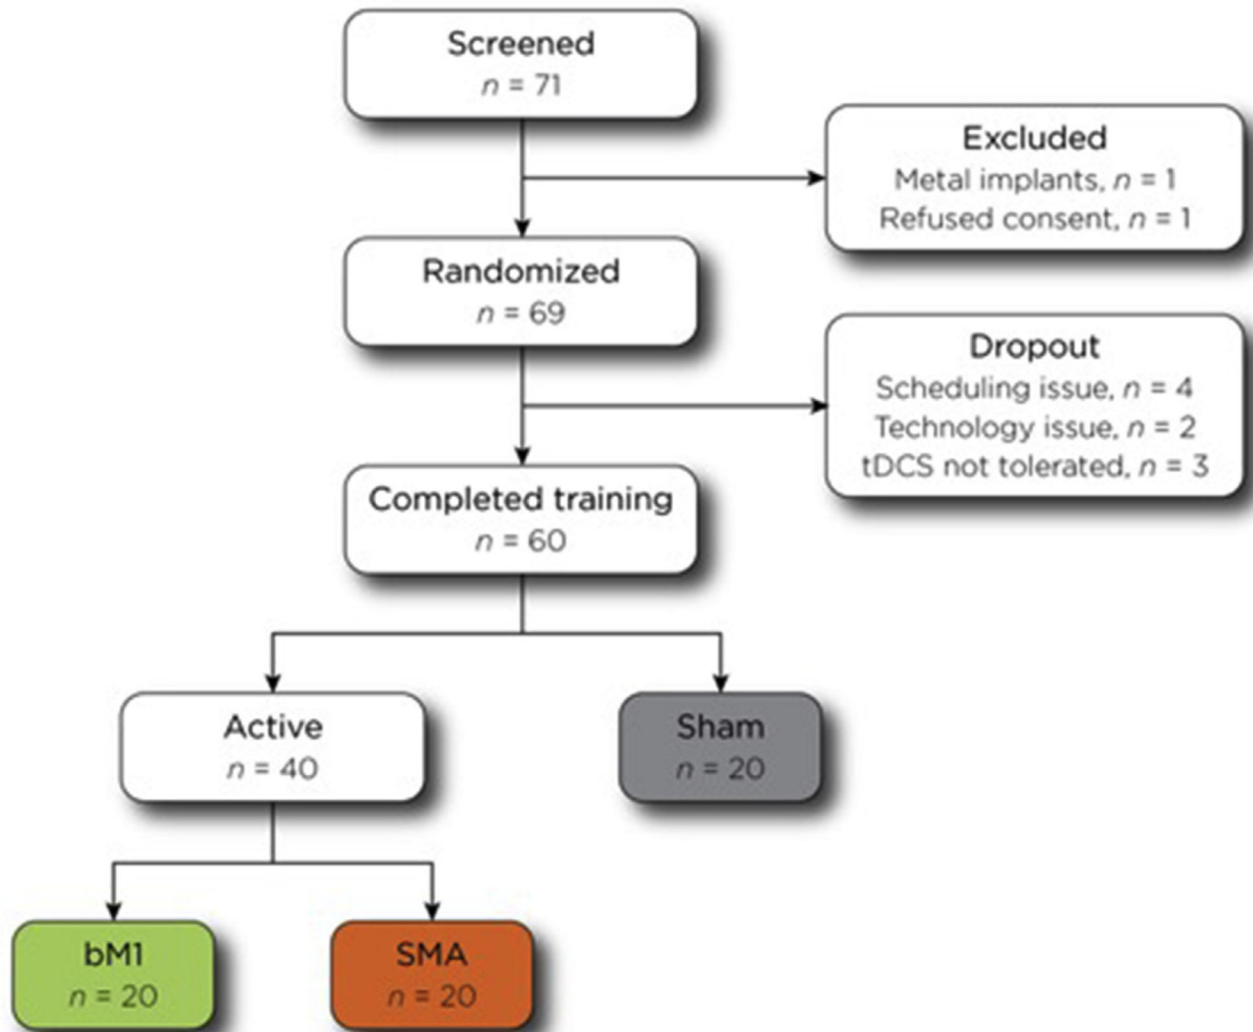 Screened
n = 71
Excluded
Metal implants, n = 1
Refused consent, n = 1
Randomized
n = 69
Dropout
Scheduling issue, n = 4
Technology issue, n = 2
tDCS not tolerated, n = 3
Completed training
n = 60
Active
n = 40
Sham
n = 20
bM1
n = 20
SMA
n = 20